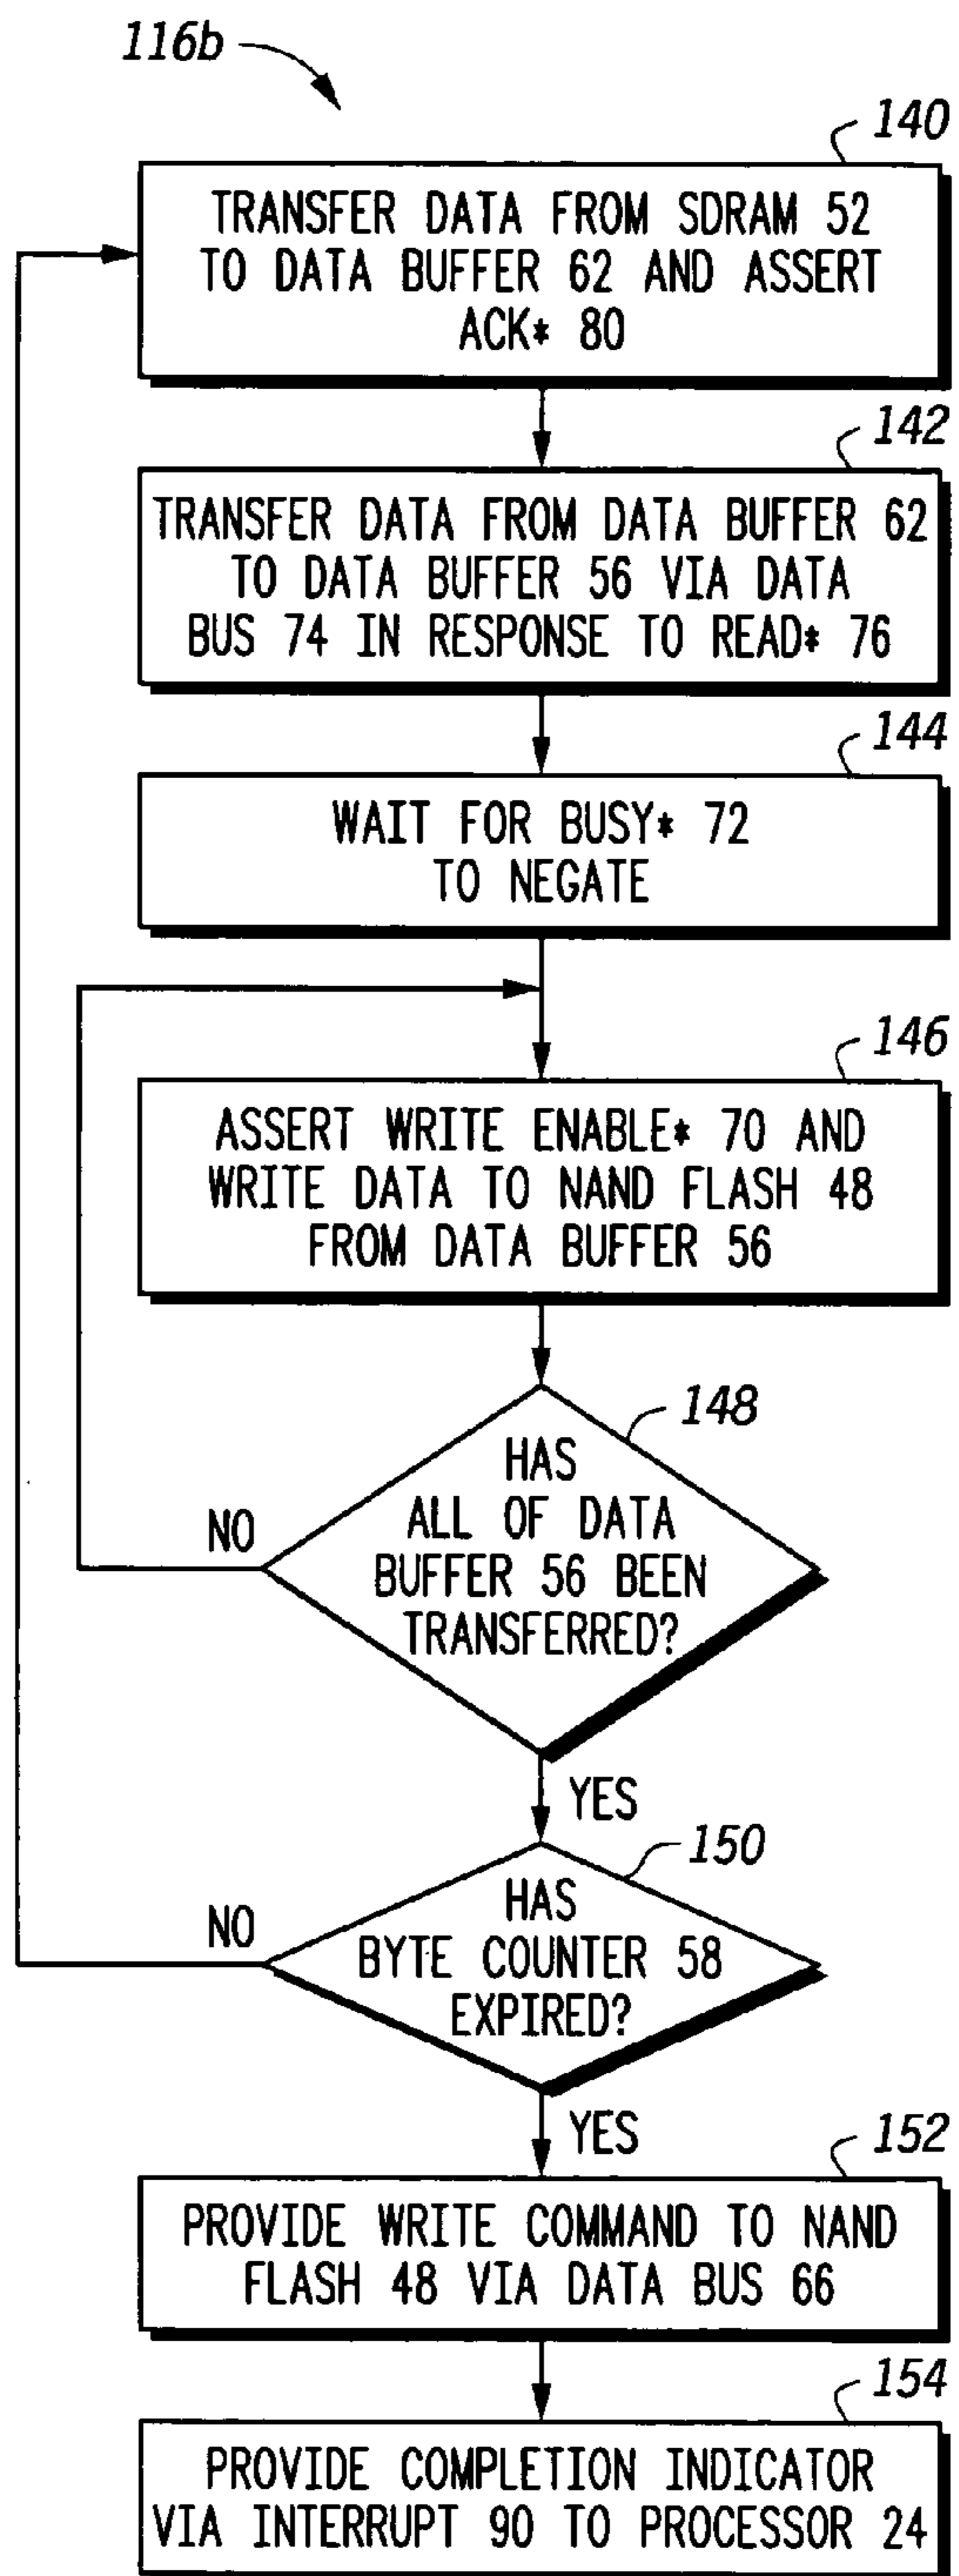 116b
140
TRANSFER DATA FROM SDRAM 52
TO DATA BUFFER 62 AND ASSERT
ACK* 80
142
TRANSFER DATA FROM DATA BUFFER 62
TO DATA BUFFER 56 VIA DATA
BUS 74 IN RESPONSE TO READ* 76
144
WAIT FOR BUSY* 72
TO NEGATE
146
ASSERT WRITE ENABLE* 70 AND
WRITE DATA TO NAND FLASH 48
FROM DATA BUFFER 56
148
HAS
ALL OF DATA
BUFFER 56 BEEN
TRANSFERRED?
NO
YES
150
HAS
BYTE COUNTER 58
EXPIRED?
NO
YES
152
PROVIDE WRITE COMMAND TO NAND
FLASH 48 VIA DATA BUS 66
154
PROVIDE COMPLETION INDICATOR
VIA INTERRUPT 90 TO PROCESSOR 24